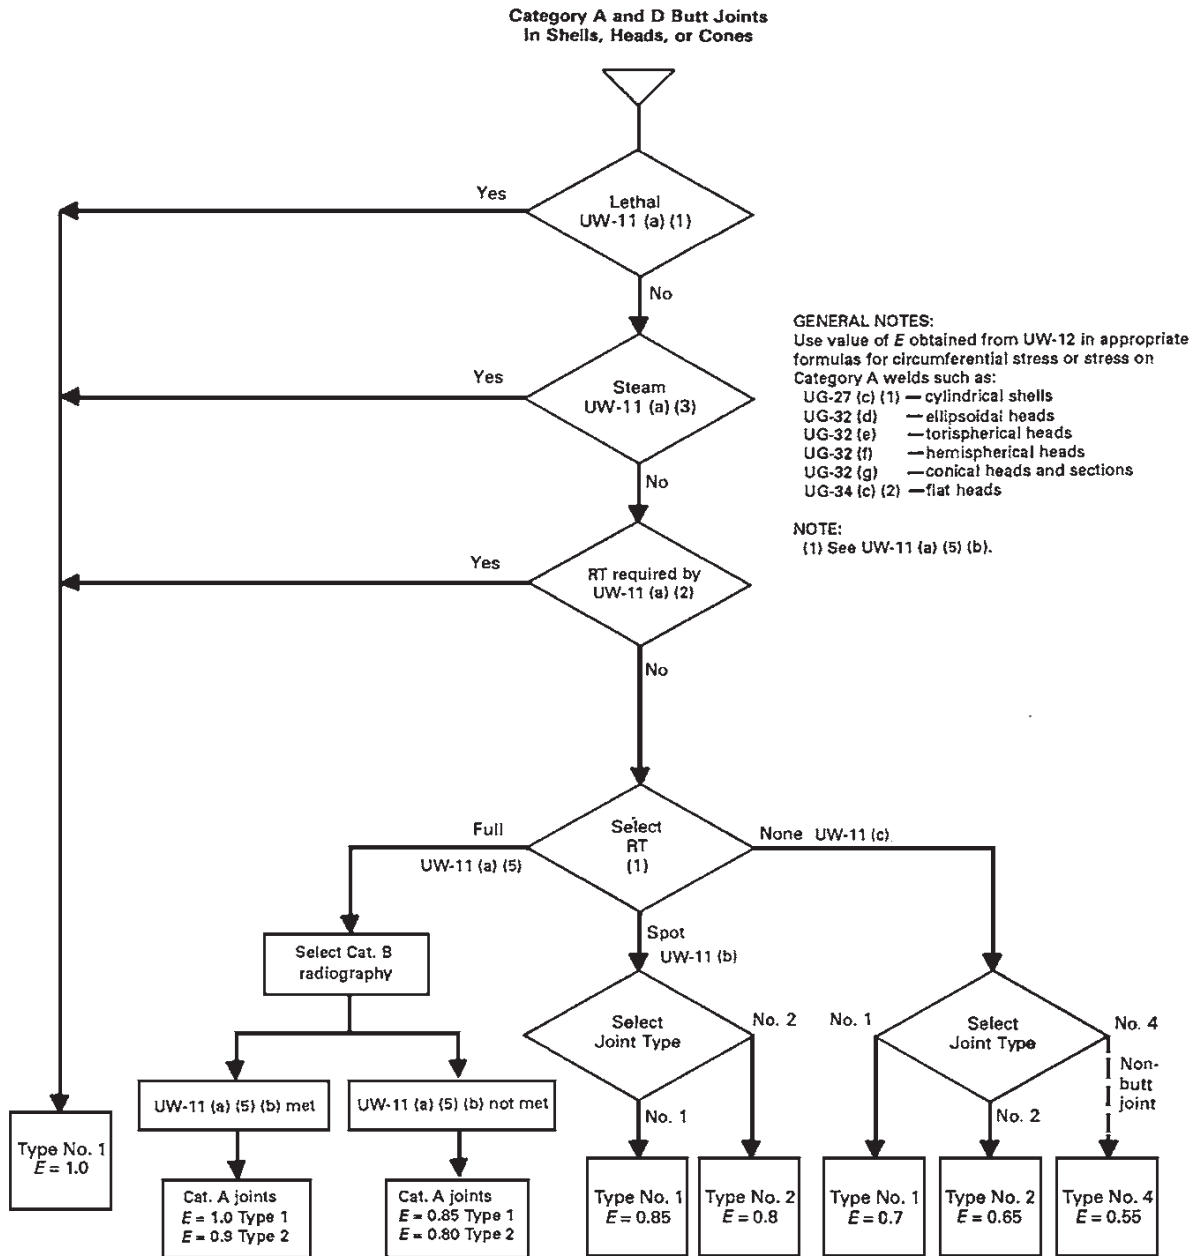 Category A and D Butt Joints
In Shells, Heads, or Cones
Yes
Lethal
UW-11 (a) (1)
No
GENERAL NOTES:
Use value of E obtained from UW-12 in appropriate
formulas for circumferential stress or stress on
Category A welds such as:
UG-27 (c) (1) — cylindrical shells
UG-32 (d) — ellipsoidal heads
UG-32 (e) — torispherical heads
UG-32 (f) — hemispherical heads
UG-32 (g) — conical heads and sections
UG-34 (c) (2) — flat heads
NOTE:
(1) See UW-11 (a) (5) (b).
Yes
Steam
UW-11 (a) (3)
No
Yes
RT required by
UW-11 (a) (2)
No
Full
UW-11 (a) (5)
Select
RT
(1)
None UW-11 (c)
Spot
UW-11 (b)
Select Cat. B
radiography
Select
Joint Type
No. 2
No. 1
No. 1
Select
Joint Type
No. 4
Non-
butt
joint
No. 2
UW-11 (a) (5) (b) met
UW-11 (a) (5) (b) not met
Type No. 1
E = 1.0
Cat. A joints
E = 1.0 Type 1
E = 0.9 Type 2
Cat. A joints
E = 0.85 Type 1
E = 0.80 Type 2
Type No. 1
E = 0.85
Type No. 2
E = 0.8
Type No. 1
E = 0.7
Type No. 2
E = 0.65
Type No. 4
E = 0.55